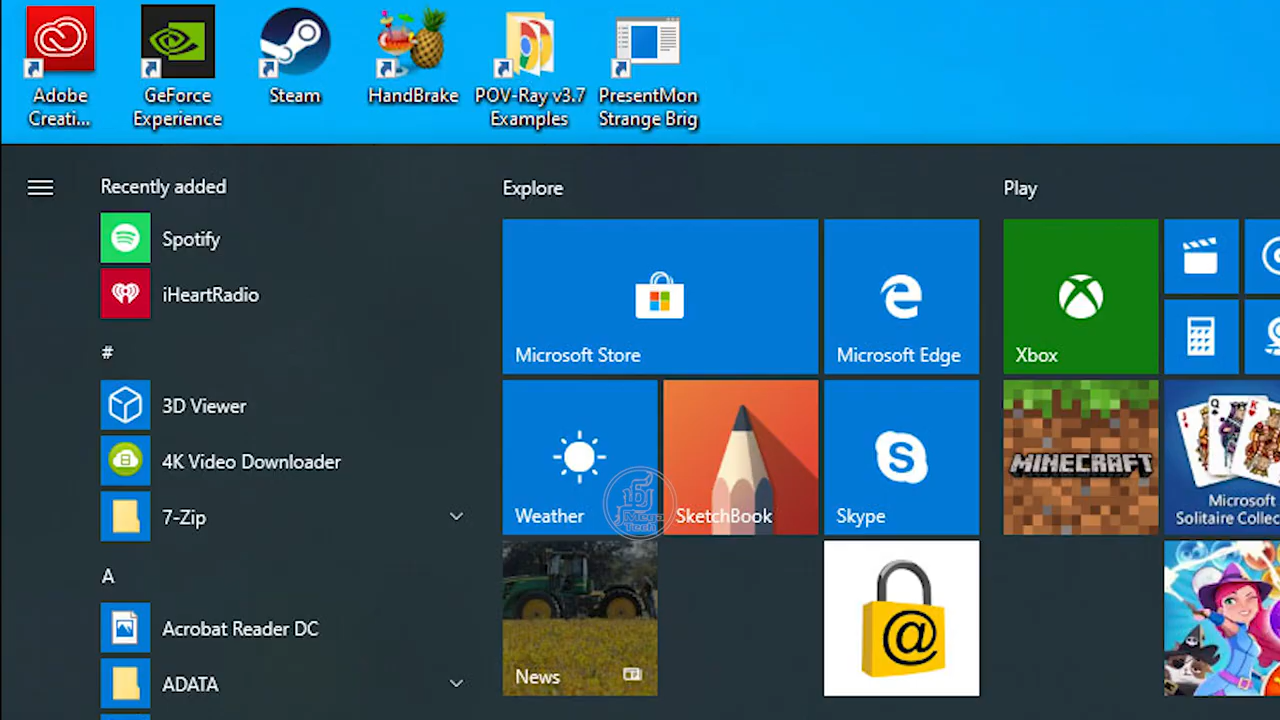 Adobe
Creati...
GeForce
Experience
Steam
HandBrake
POV-Ray v3.7
Examples
PresentMon
Strange Brig
Recently added
Spotify
iHeartRadio
#
3D Viewer
4K Video Downloader
7-Zip
A
Acrobat Reader DC
ADATA
Explore
Microsoft Store
Microsoft Edge
Weather
SketchBook
Skype
News
@
Play
Xbox
MINECRAFT
Q
K
Microsoft
Solitaire Collec
Mega
Tech